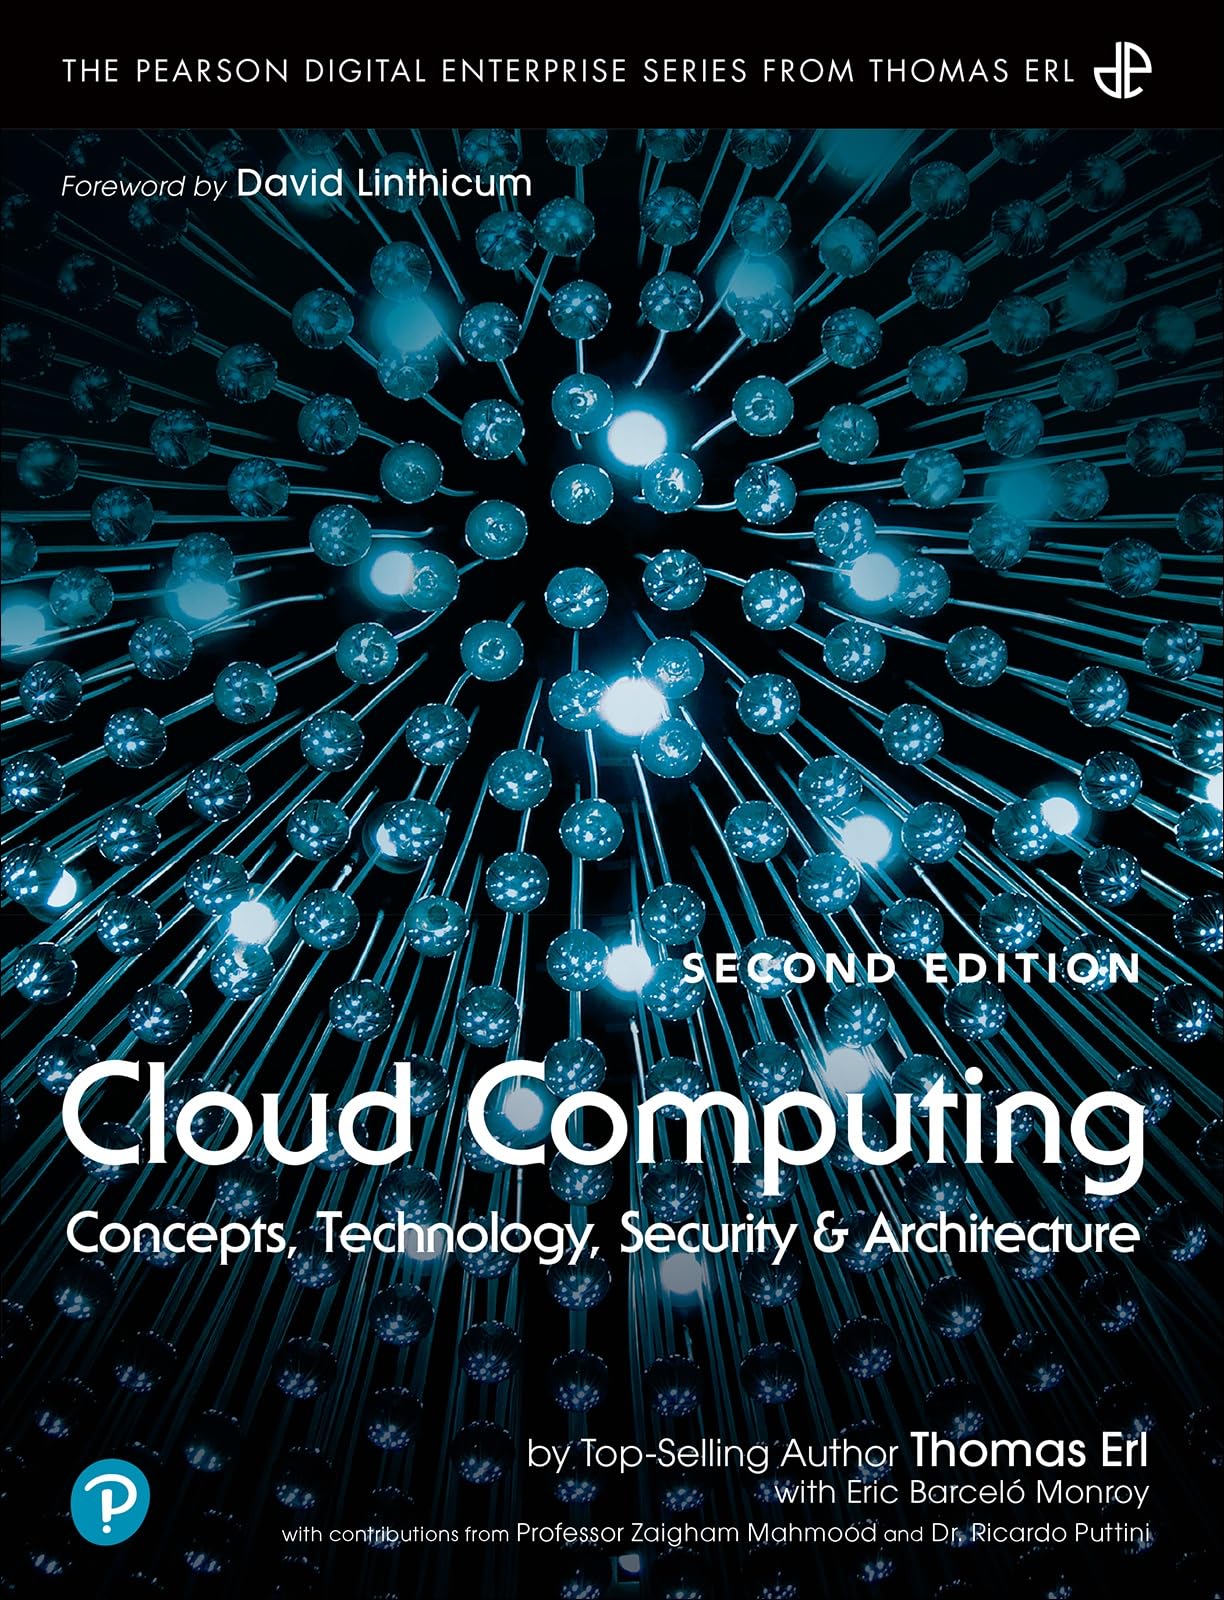 THE PEARSON DIGITAL ENTERPRISE SERIES FROM THOMAS ERL de
Foreword by David Linthicum
SECOND EDITION
Cloud Computing
Concepts, Technology, Security & Architecture
by Top-Selling Author Thomas Erl
with Eric Barceló Monroy
with contributions from Professor Zaigham Mahmood and Dr. Ricardo Puttini
P